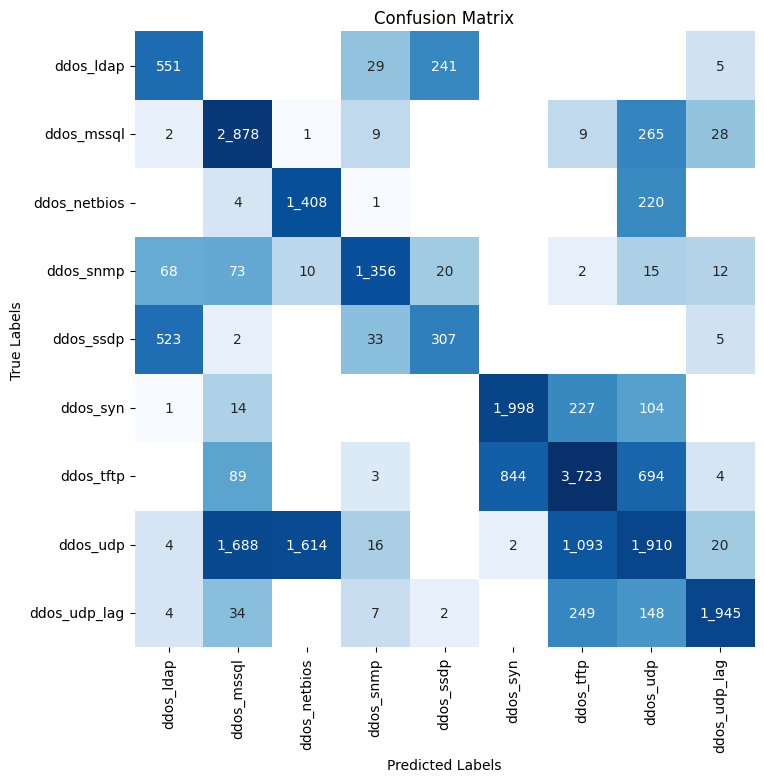 Confusion Matrix
True Labels
ddos_ldap 551 29 241 5
ddos_mssql 2 2_878 1 9 9 265 28
ddos_netbios 4 1_408 1 220
ddos_snmp 68 73 10 1_356 20 2 15 12
ddos_ssdp 523 2 33 307 5
ddos_syn 1 14 1_998 227 104
ddos_tftp 89 3 844 3_723 694 4
ddos_udp 4 1_688 1_614 16 2 1_093 1_910 20
ddos_udp_lag 4 34 7 2 249 148 1_945
ddos_ldap ddos_mssql ddos_netbios ddos_snmp ddos_ssdp ddos_syn ddos_tftp ddos_udp ddos_udp_lag
Predicted Labels